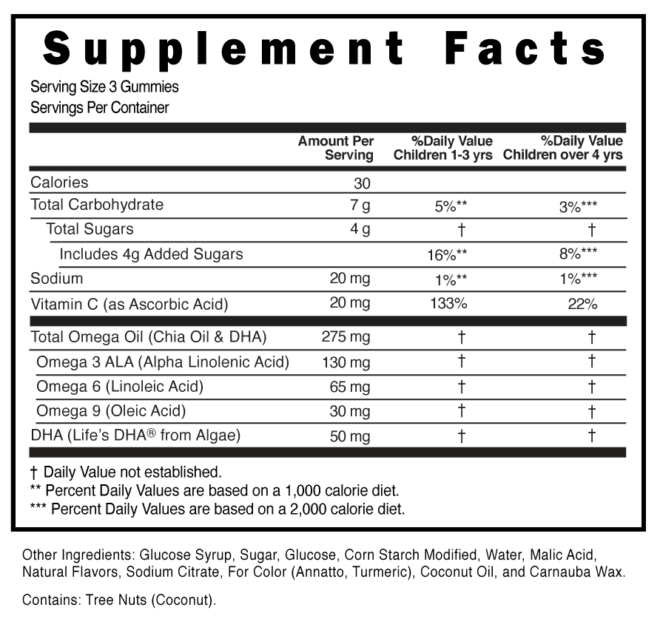 Supplement Facts
Serving Size 3 Gummies
Servings Per Container
Amount Per Serving %Daily Value Children 1-3 yrs %Daily Value Children over 4 yrs
Calories 30
Total Carbohydrate 7 g 5%** 3%***
Total Sugars 4 g † †
Includes 4g Added Sugars 16%** 8%***
Sodium 20 mg 1%** 1%***
Vitamin C (as Ascorbic Acid) 20 mg 133% 22%
Total Omega Oil (Chia Oil & DHA) 275 mg † †
Omega 3 ALA (Alpha Linolenic Acid) 130 mg † †
Omega 6 (Linoleic Acid) 65 mg † †
Omega 9 (Oleic Acid) 30 mg † †
DHA (Life's DHA® from Algae) 50 mg † †
† Daily Value not established.
** Percent Daily Values are based on a 1,000 calorie diet.
*** Percent Daily Values are based on a 2,000 calorie diet.
Other Ingredients: Glucose Syrup, Sugar, Glucose, Corn Starch Modified, Water, Malic Acid,
Natural Flavors, Sodium Citrate, For Color (Annatto, Turmeric), Coconut Oil, and Carnauba Wax.
Contains: Tree Nuts (Coconut).